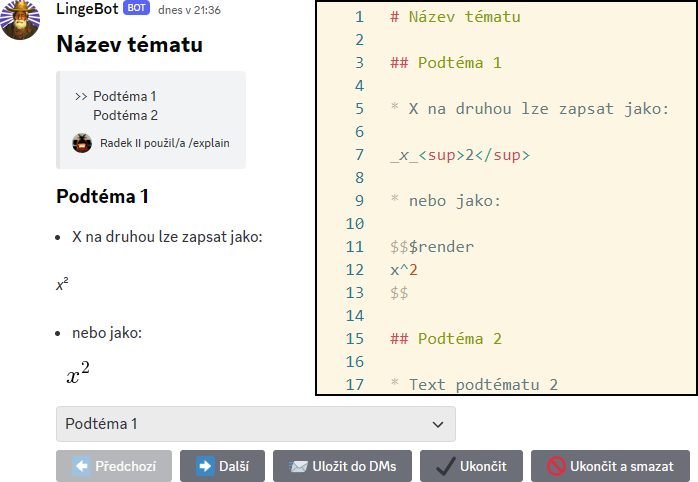 LingeBot BOT dnes v 21:36
Název tématu
>> Podtéma 1
Podtéma 2
Radek II použil/a /explain
Podtéma 1
• X na druhou lze zapsat jako:
x²
• nebo jako:
x²
Podtéma 1
Předchozí
Další
Uložit do DMs
Ukončit
Ukončit a smazat
1 # Název tématu
2
3 ## Podtéma 1
4
5 * X na druhou lze zapsat jako:
6
7 _x_<sup>2</sup>
8
9 * nebo jako:
10
11 $$$render
12 x^2
13 $$
14
15 ## Podtéma 2
16
17 * Text podtématu 2